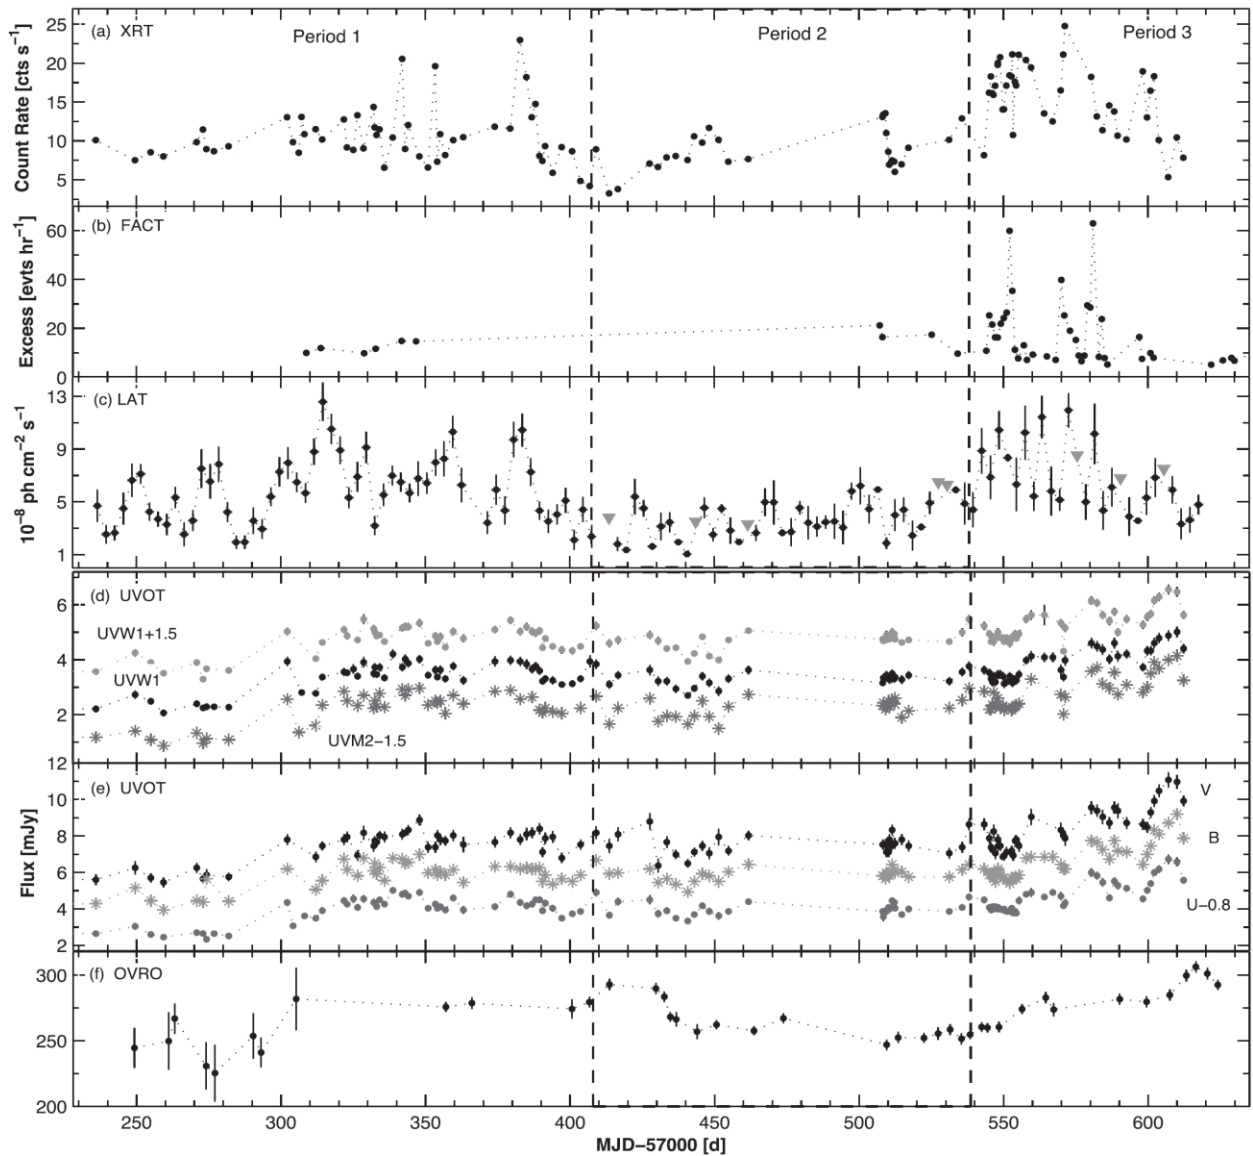 (a) XRT
Period 1
Period 2
Period 3
Count Rate [cts s⁻¹]
25
20
15
10
5
(b) FACT
Excess [evts hr⁻¹]
60
40
20
0
(c) LAT
10⁻⁸ ph cm⁻² s⁻¹
13
9
5
1
(d) UVOT
UVW1+1.5
UVW1
UVM2−1.5
6
4
2
(e) UVOT
Flux [mJy]
12
10
8
6
4
2
V
B
U−0.8
(f) OVRO
300
250
200
250 300 350 400 450 500 550 600
MJD−57000 [d]